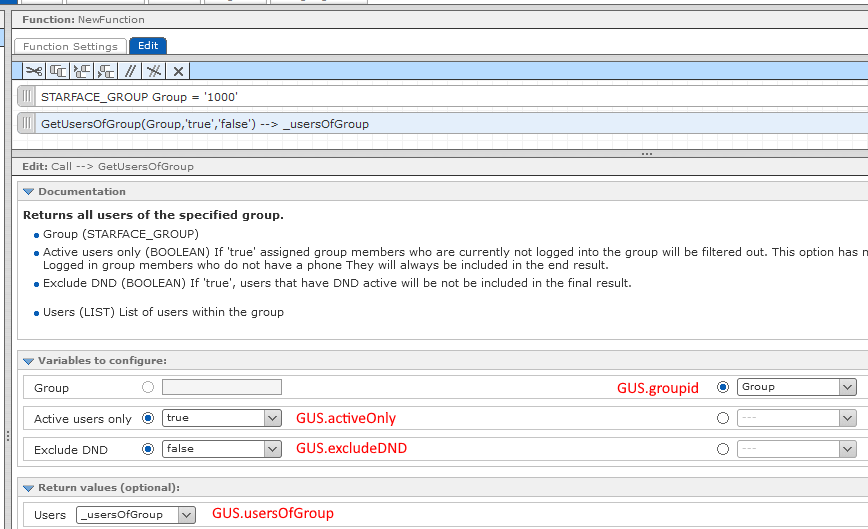 Function: NewFunction
Function Settings
Edit
STARFACE_GROUP Group = '1000'
GetUsersOfGroup(Group,'true','false') --> _usersOfGroup
Edit: Call --> GetUsersOfGroup
Documentation
Returns all users of the specified group.
Group (STARFACE_GROUP)
Active users only (BOOLEAN) If 'true' assigned group members who are currently not logged into the group will be filtered out. This option has
Logged in group members who do not have a phone They will always be included in the end result.
Exclude DND (BOOLEAN) If 'true', users that have DND active will be not be included in the final result.
Users (LIST) List of users within the group
Variables to configure:
Group GUS.groupid Group
Active users only true GUS.activeOnly ---
Exclude DND false GUS.excludeDND ---
Return values (optional):
Users _usersOfGroup GUS.usersOfGroup